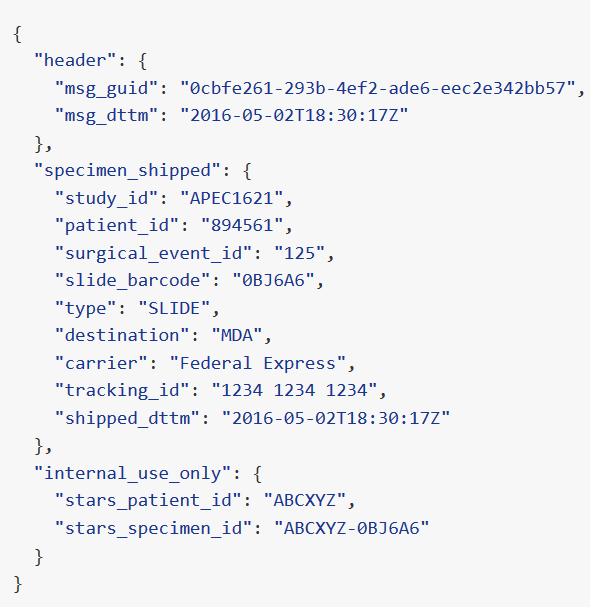 {
  "header": {
    "msg_guid": "0cbfe261-293b-4ef2-ade6-eec2e342bb57",
    "msg_dttm": "2016-05-02T18:30:17Z"
  },
  "specimen_shipped": {
    "study_id": "APEC1621",
    "patient_id": "894561",
    "surgical_event_id": "125",
    "slide_barcode": "0BJ6A6",
    "type": "SLIDE",
    "destination": "MDA",
    "carrier": "Federal Express",
    "tracking_id": "1234 1234 1234",
    "shipped_dttm": "2016-05-02T18:30:17Z"
  },
  "internal_use_only": {
    "stars_patient_id": "ABCXYZ",
    "stars_specimen_id": "ABCXYZ-0BJ6A6"
  }
}